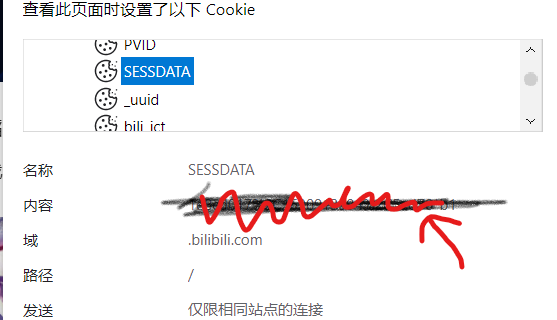 查看此页面时设置了以下 Cookie
PVID
SESSDATA
_uuid
bili_jct
名称 SESSDATA
内容
域 .bilibili.com
路径 /
发送 仅限相同站点的连接